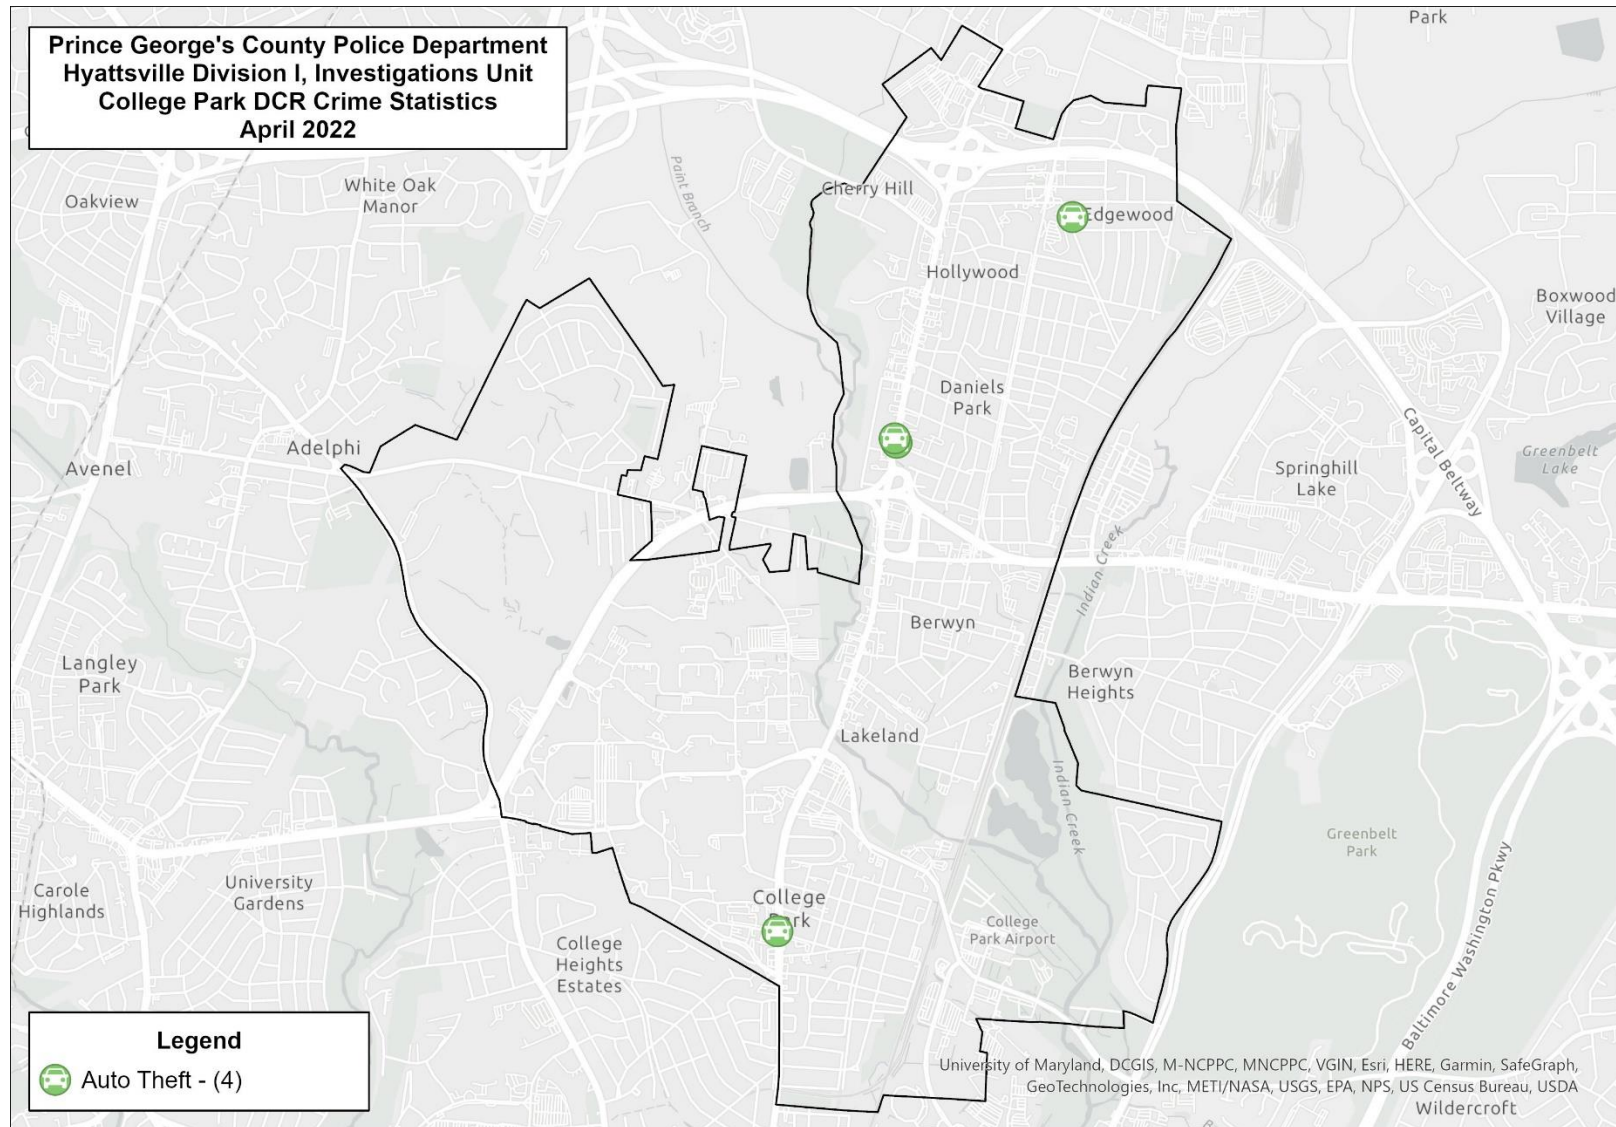 Prince George's County Police Department
Hyattsville Division I, Investigations Unit
College Park DCR Crime Statistics
April 2022
Park
Oakview
White Oak
Manor
Paint Branch
Cherry Hill
Edgewood
Hollywood
Boxwood
Village
Daniels
Park
Adelphi
Avenel
Capital Beltway
Springhill
Lake
Greenbelt
Lake
Indian Creek
Berwyn
Langley
Park
Berwyn
Heights
Lakeland
Indian Creek
Greenbelt
Park
Carole
Highlands
University
Gardens
College
Park
College
Park Airport
College
Heights
Estates
Baltimore Washington Pkwy
Legend
Auto Theft - (4)
University of Maryland, DCGIS, M-NCPPC, MNCPPC, VGIN, Esri, HERE, Garmin, SafeGraph,
GeoTechnologies, Inc, METI/NASA, USGS, EPA, NPS, US Census Bureau, USDA
Wildercroft